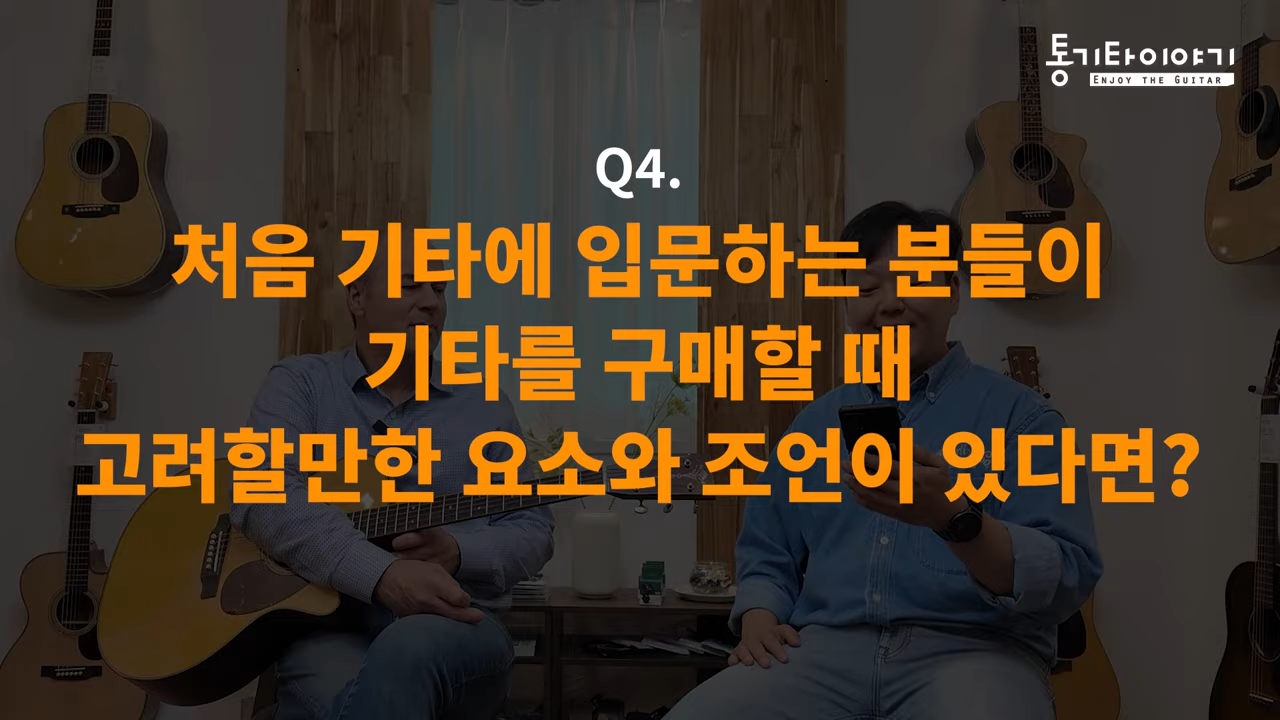 통기타이야기
ENJOY THE GUITAR
Q4.
처음 기타에 입문하는 분들이
기타를 구매할 때
고려할만한 요소와 조언이 있다면?